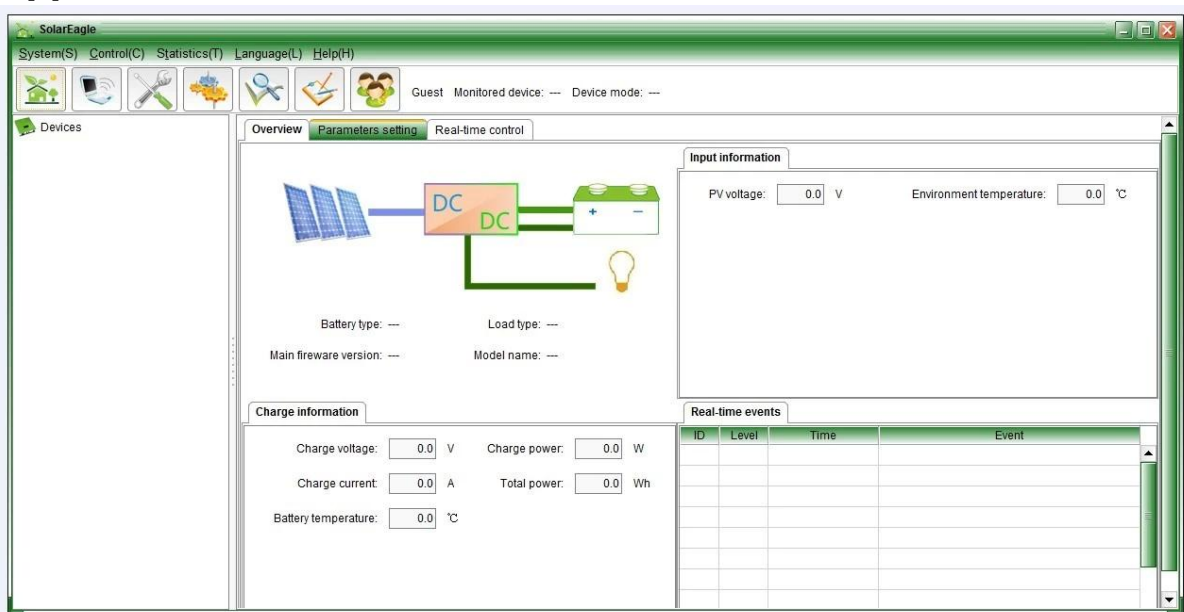 SolarEagle
System(S) Control(C) Statistics(T) Language(L) Help(H)
Guest Monitored device: --- Device mode: ---
Devices
Overview Parameters setting Real-time control
Input information
PV voltage: 0.0 V Environment temperature: 0.0 ℃
DC
DC
+ −
Battery type: --- Load type: ---
Main fireware version: --- Model name: ---
Charge information
Charge voltage: 0.0 V Charge power: 0.0 W
Charge current: 0.0 A Total power: 0.0 Wh
Battery temperature: 0.0 ℃
Real-time events
ID Level Time Event